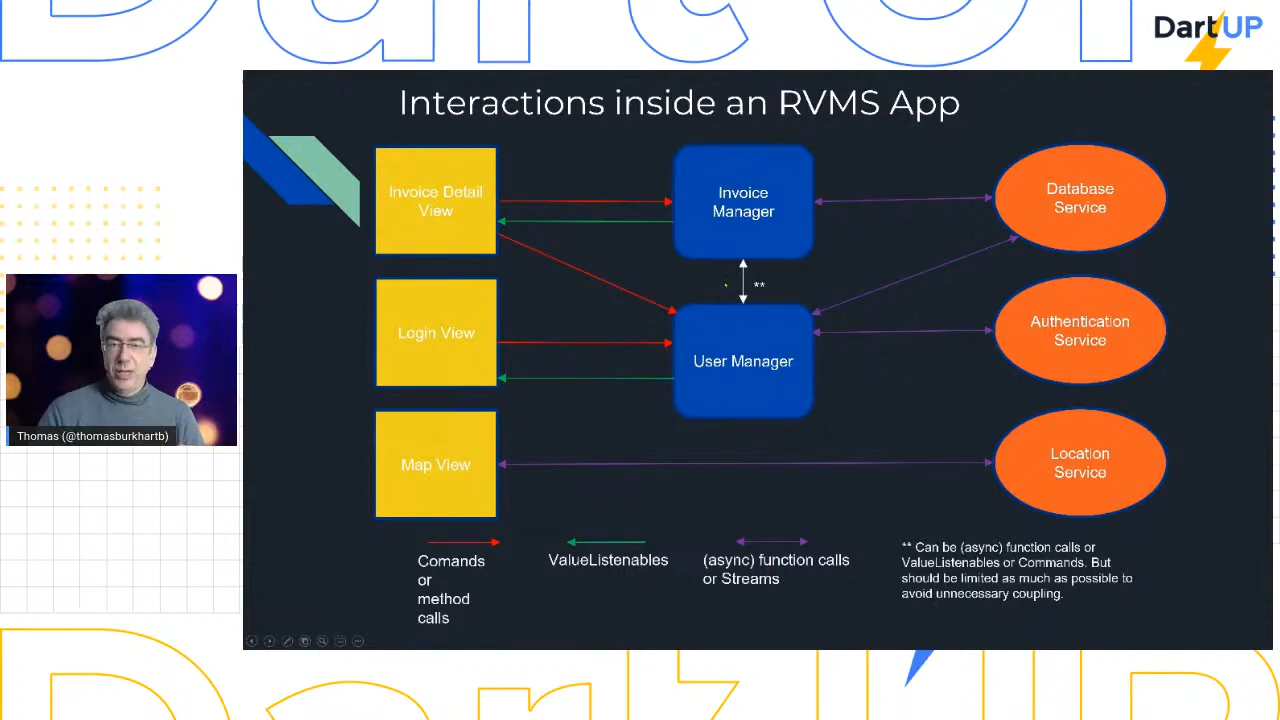 DartUP
Interactions inside an RVMS App
Invoice Detail
View
Invoice
Manager
Database
Service
**
Login View
User Manager
Authentication
Service
Map View
Location
Service
Comands
or
method
calls
ValueListenables
(async) function calls
or Streams
** Can be (async) function calls or
ValueListenables or Commands. But
should be limited as much as possible to
avoid unnecessary coupling.
Thomas (@thomasburkhartb)